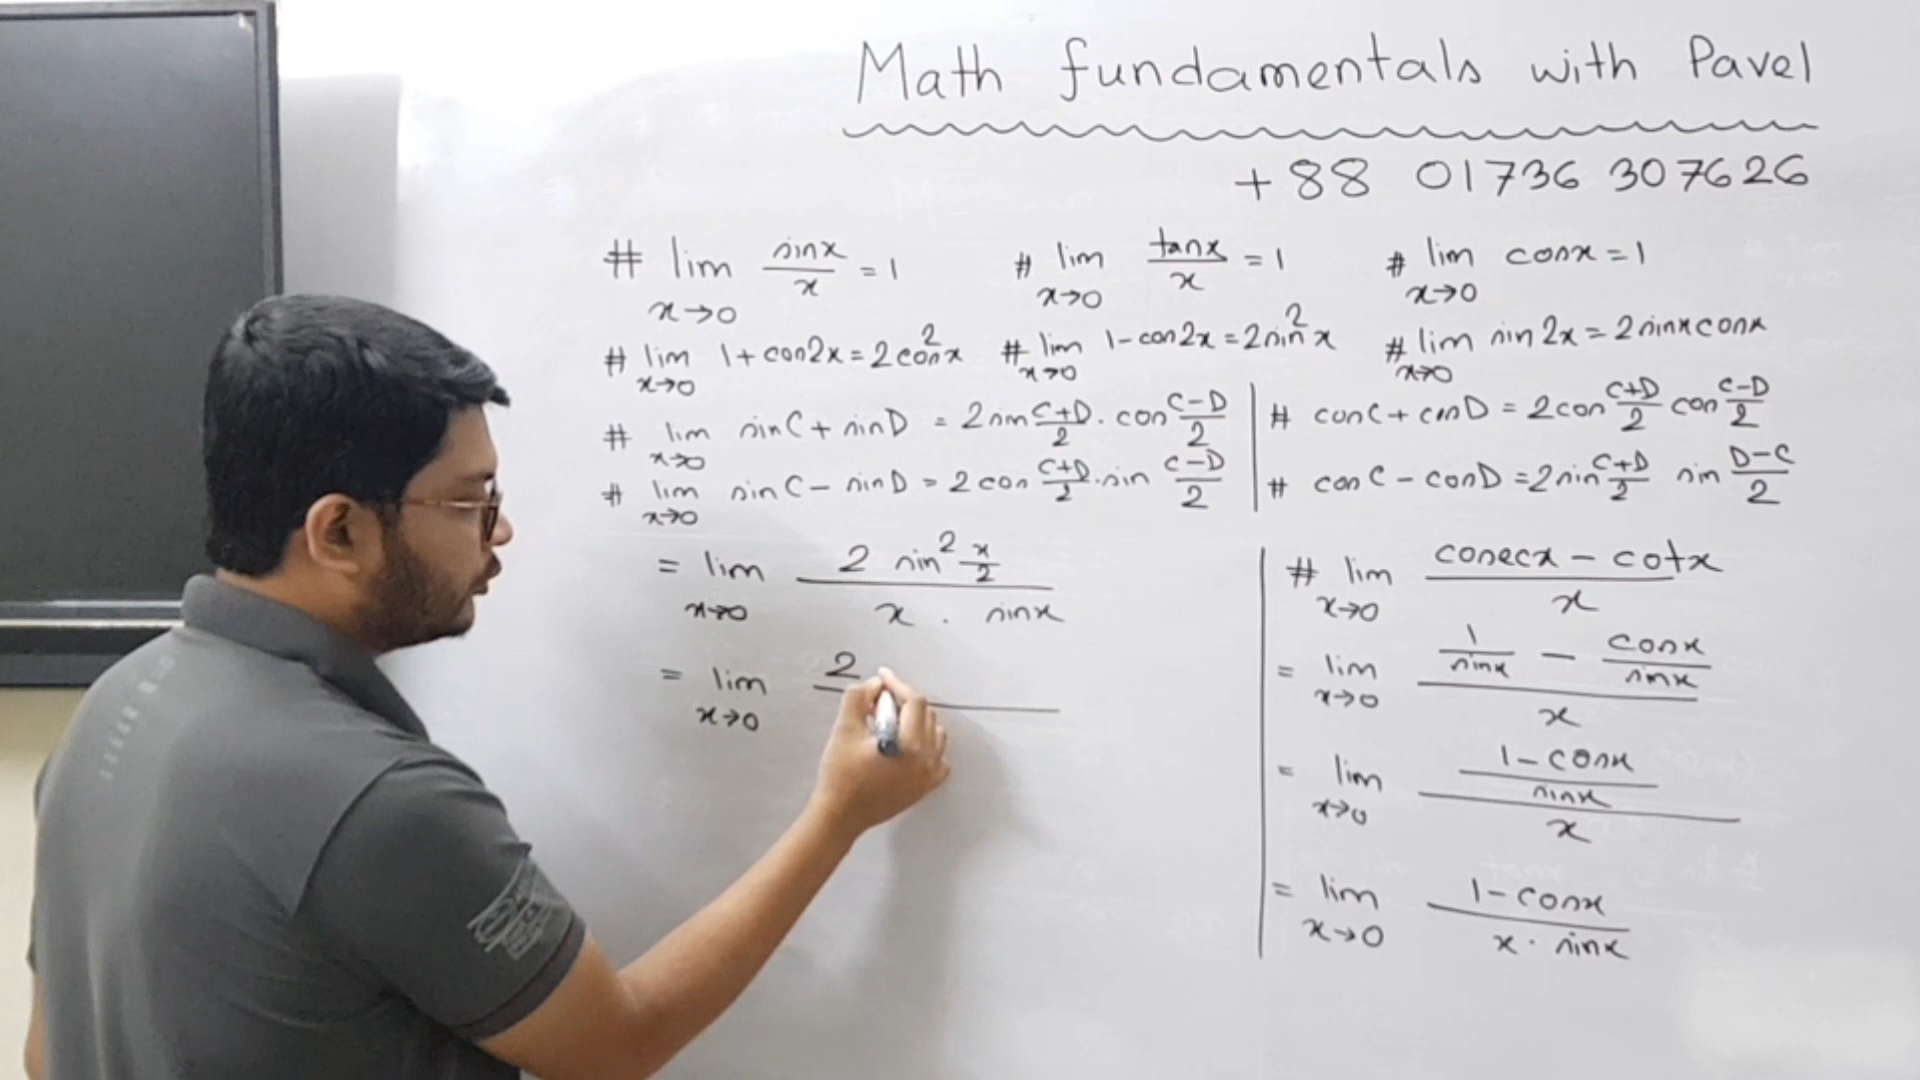 Math fundamentals with Pavel
+88 01736 307626
# lim x→0 sinx/x = 1 # lim x→0 tanx/x = 1 # lim x→0 cosx = 1
# lim x→0 1+cos2x = 2cos²x # lim x→0 1-cos2x = 2sin²x # lim x→0 sin2x = 2sinxcosx
# lim x→0 sinC + sinD = 2sin C+D/2 . cos C-D/2 # cosC + cosD = 2cos C+D/2 cos C-D/2
# lim x→0 sinC - sinD = 2cos C+D/2 . sin C-D/2 # cosC - cosD = 2sin C+D/2 sin D-C/2
= lim x→0 2 sin² x/2 / x . sinx
= lim x→0 2
# lim x→0 cosecx - cotx / x
= lim x→0 1/sinx - cosx/sinx / x
= lim x→0 1-cosx / sinx / x
= lim x→0 1-cosx / x . sinx